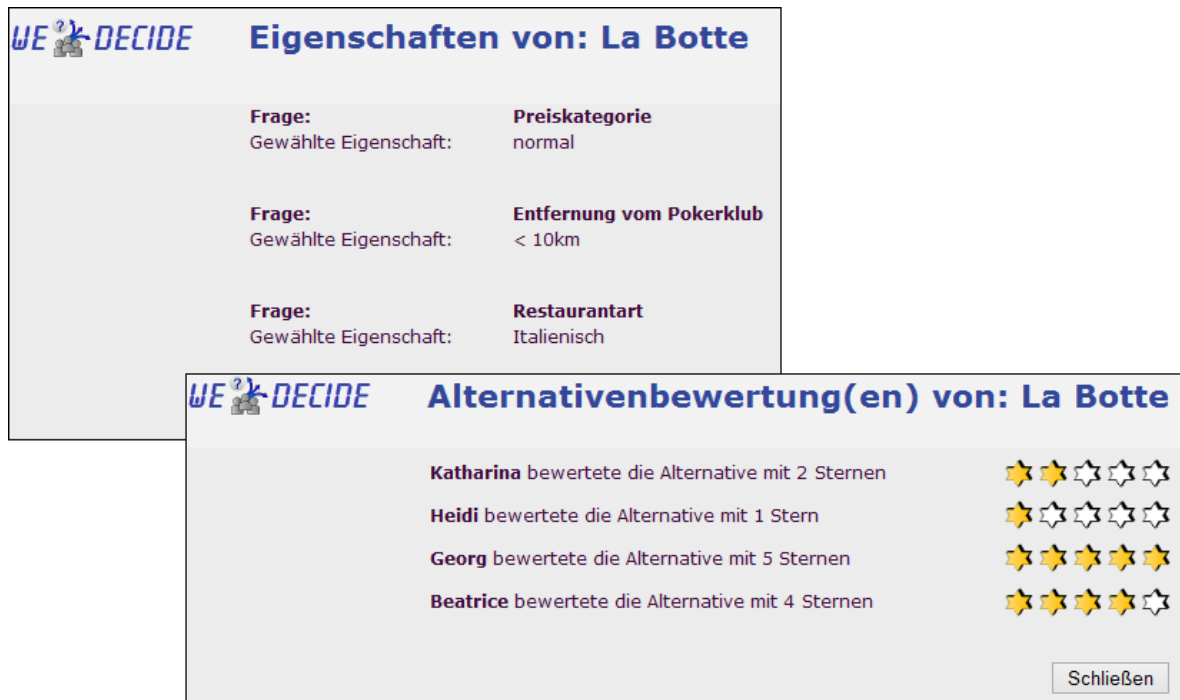 WE ? DECIDE Eigenschaften von: La Botte
Frage: Preiskategorie
Gewählte Eigenschaft: normal
Frage: Entfernung vom Pokerklub
Gewählte Eigenschaft: < 10km
Frage: Restaurantart
Gewählte Eigenschaft: Italienisch
WE ? DECIDE Alternativenbewertung(en) von: La Botte
Katharina bewertete die Alternative mit 2 Sternen
Heidi bewertete die Alternative mit 1 Stern
Georg bewertete die Alternative mit 5 Sternen
Beatrice bewertete die Alternative mit 4 Sternen
Schließen